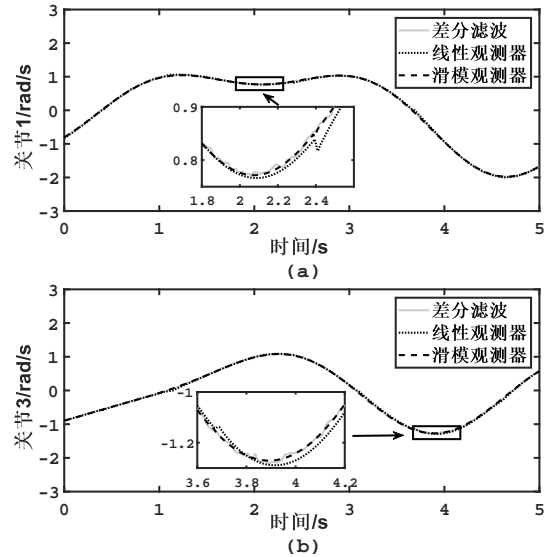 3
2
1
0
-1
-2
-3
关节1/rad/s
差分滤波
线性观测器
滑模观测器
0.9
0.8
1.8 2 2.2 2.4
0 1 2 3 4 5
时间/s
(a)
3
2
1
0
-1
-2
-3
关节3/rad/s
差分滤波
线性观测器
滑模观测器
-1
-1.2
3.6 3.8 4 4.2
0 1 2 3 4 5
时间/s
(b)